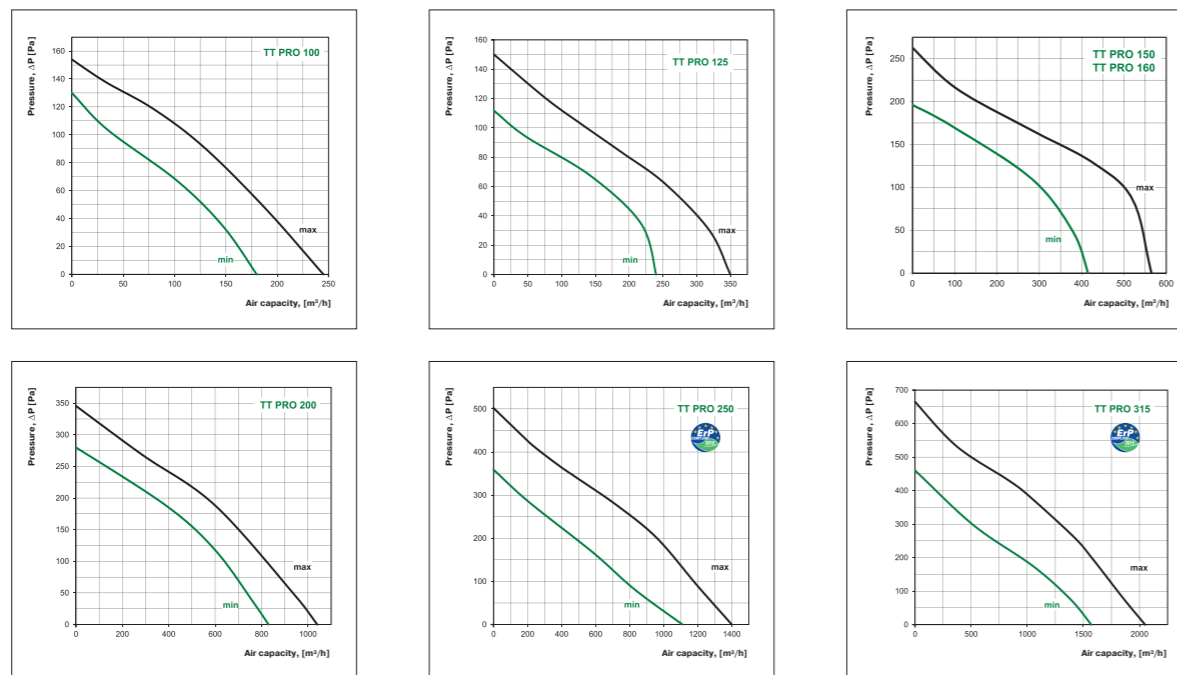 Pressure, ΔP [Pa]
TT PRO 100
160
140
120
100
80
60
40
20
0
max
min
0 50 100 150 200 250
Air capacity, [m³/h]
Pressure, ΔP [Pa]
TT PRO 125
160
140
120
100
80
60
40
20
0
max
min
0 50 100 150 200 250 300 350
Air capacity, [m³/h]
Pressure, ΔP [Pa]
TT PRO 150
TT PRO 160
250
200
150
100
50
0
max
min
0 100 200 300 400 500 600
Air capacity, [m³/h]
Pressure, ΔP [Pa]
TT PRO 200
350
300
250
200
150
100
50
0
max
min
0 200 400 600 800 1000
Air capacity, [m³/h]
Pressure, ΔP [Pa]
TT PRO 250
ErP
500
400
300
200
100
0
max
min
0 200 400 600 800 1000 1200 1400
Air capacity, [m³/h]
Pressure, ΔP [Pa]
TT PRO 315
ErP
700
600
500
400
300
200
100
0
max
min
0 500 1000 1500 2000
Air capacity, [m³/h]